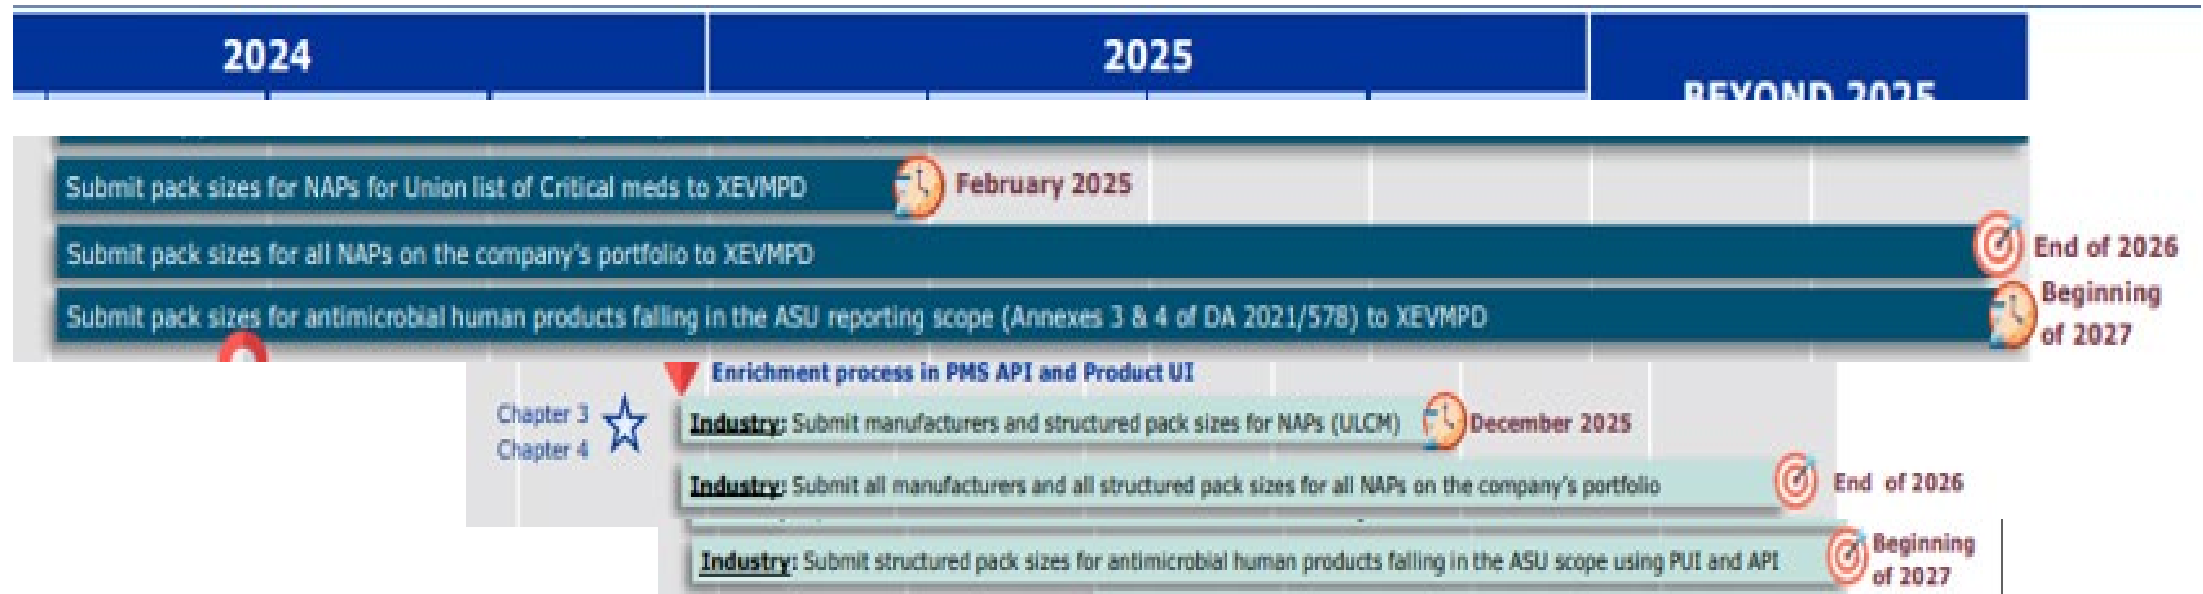 2024
2025
BEYOND 2025
Submit pack sizes for NAPs for Union list of Critical meds to XEVMPD
February 2025
Submit pack sizes for all NAPs on the company's portfolio to XEVMPD
End of 2026
Submit pack sizes for antimicrobial human products falling in the ASU reporting scope (Annexes 3 & 4 of DA 2021/578) to XEVMPD
Beginning
of 2027
Enrichment process in PMS API and Product UI
Chapter 3
Chapter 4
Industry: Submit manufacturers and structured pack sizes for NAPs (ULCM)
December 2025
Industry: Submit all manufacturers and all structured pack sizes for all NAPs on the company's portfolio
End of 2026
Industry: Submit structured pack sizes for antimicrobial human products falling in the ASU scope using PUI and API
Beginning
of 2027